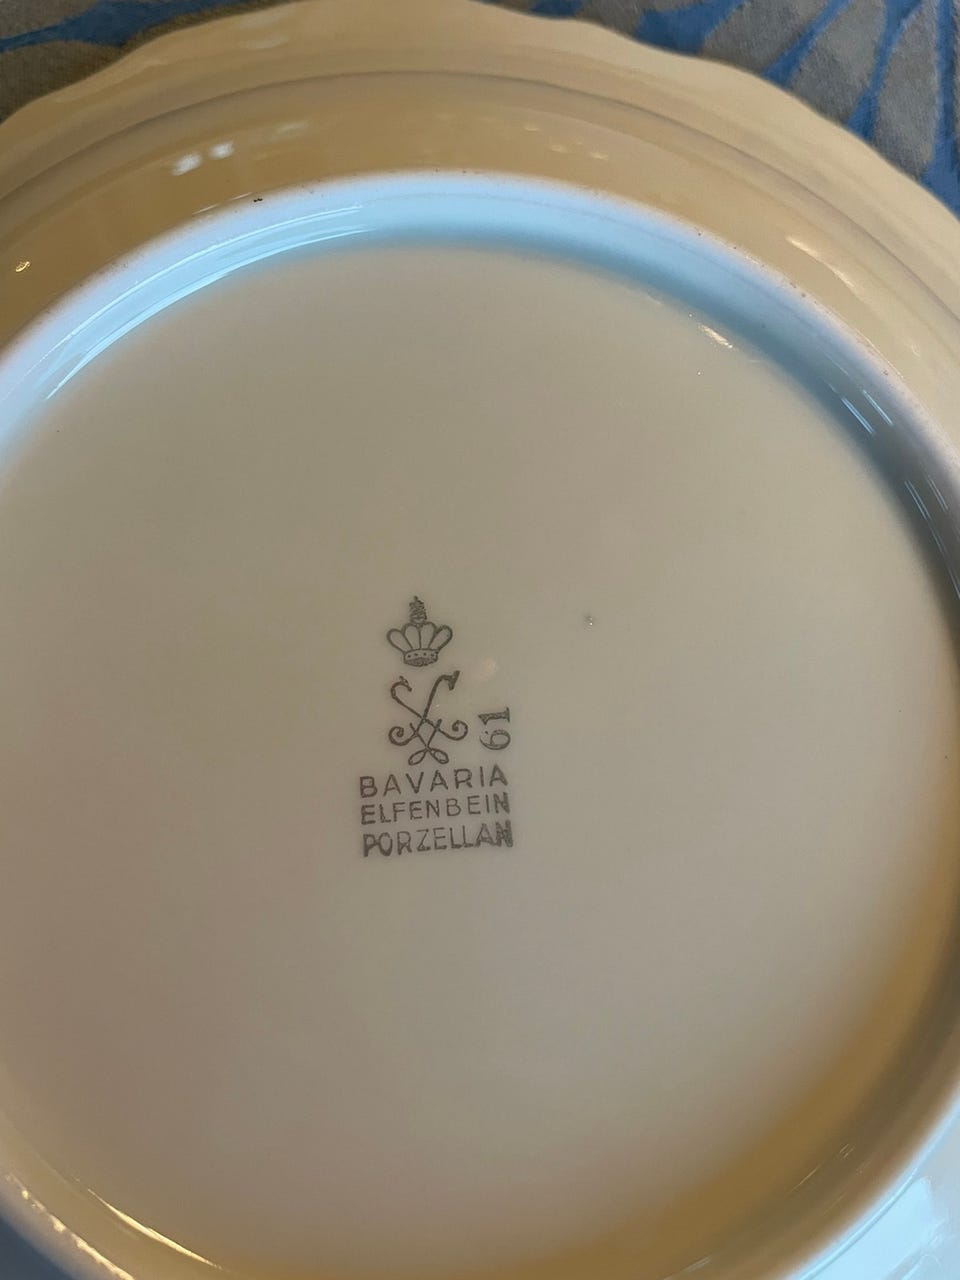 61
BAVARIA
ELFENBEIN
PORZELLAN